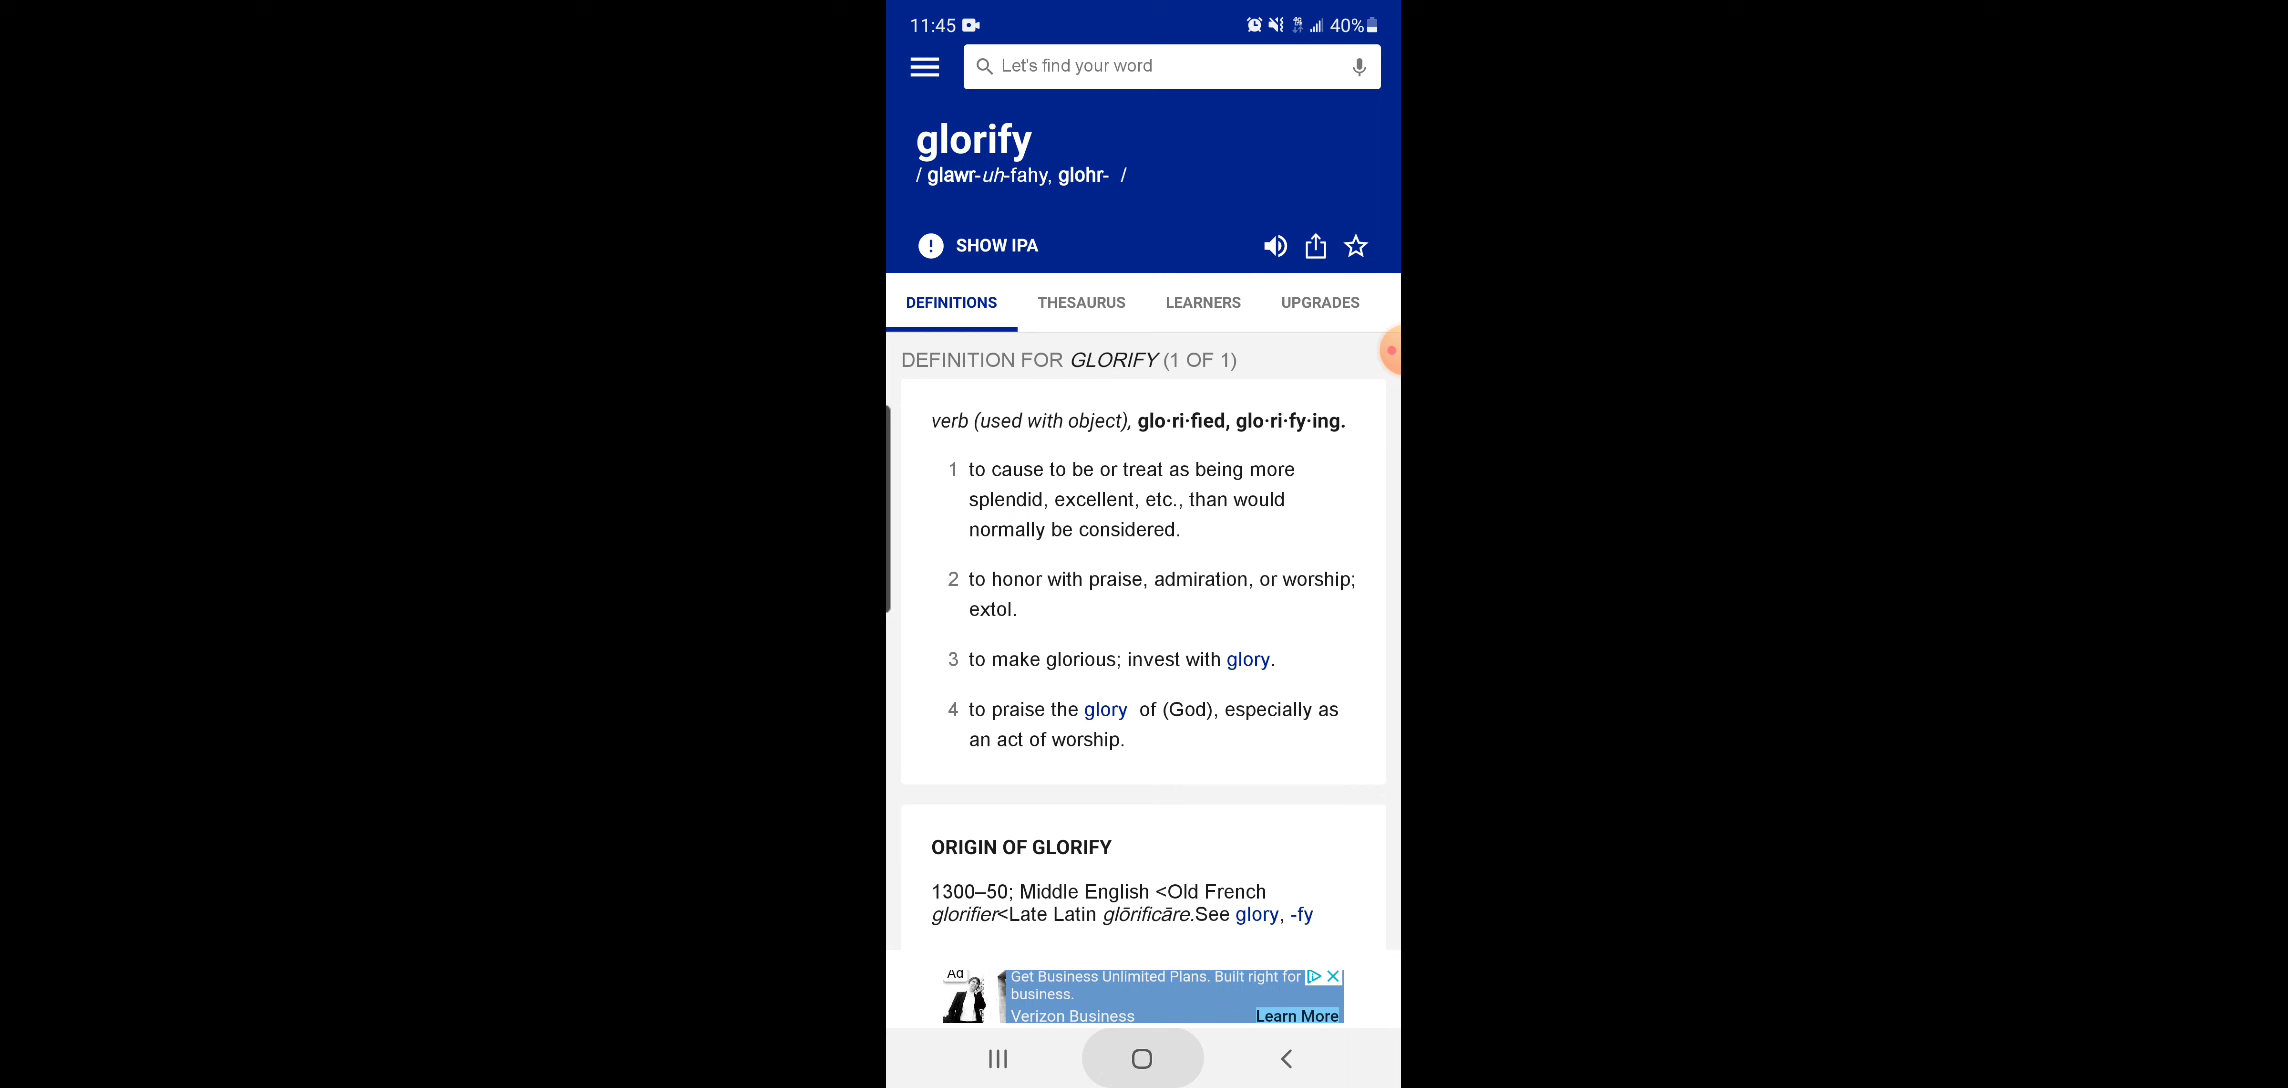 11:45
40%
Let's find your word
glorify
/ glawr-uh-fahy, glohr- /
SHOW IPA
DEFINITIONS THESAURUS LEARNERS UPGRADES
DEFINITION FOR GLORIFY (1 OF 1)
verb (used with object), glo·ri·fied, glo·ri·fy·ing.
1 to cause to be or treat as being more
splendid, excellent, etc., than would
normally be considered.
2 to honor with praise, admiration, or worship;
extol.
3 to make glorious; invest with glory.
4 to praise the glory of (God), especially as
an act of worship.
ORIGIN OF GLORIFY
1300–50; Middle English <Old French
glorifier<Late Latin glōrificāre.See glory, -fy
Ad
Get Business Unlimited Plans. Built right for
business.
Verizon Business Learn More